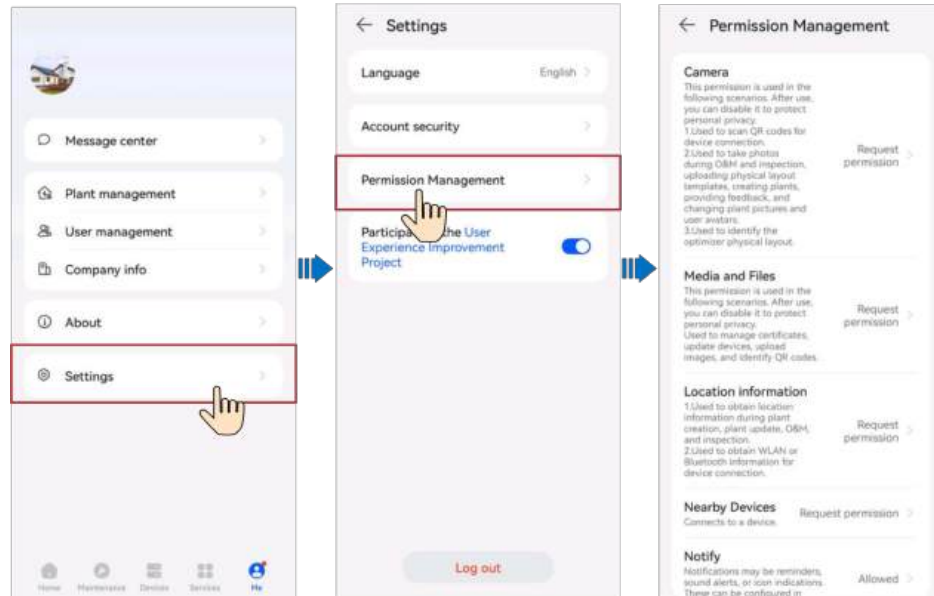 Message center
Plant management
User management
Company info
About
Settings
Home
Maintenance
Devices
Services
Me
Settings
Language
English
Account security
Permission Management
Participa the User
Experience Improvement
Project
Log out
Permission Management
Camera
This permission is used in the
following scenarios. After use,
you can disable it to protect
personal privacy.
1.Used to scan QR codes for
device connection.
2.Used to take photos
during O&M and inspection,
uploading physical layout
templates, creating plants,
providing feedback, and
changing plant pictures and
user avatars.
3.Used to identify the
optimizer physical layout.
Request
permission
Media and Files
This permission is used in the
following scenarios. After use,
you can disable it to protect
personal privacy.
Used to manage certificates,
update devices, upload
images, and identify QR codes.
Request
permission
Location information
1.Used to obtain location
information during plant
creation, plant update, O&M,
and inspection.
2.Used to obtain WLAN or
Bluetooth information for
device connection.
Request
permission
Nearby Devices
Connects to a device.
Request permission
Notify
Notifications may be reminders,
sound alerts, or icon indications.
These can be configured in
Allowed